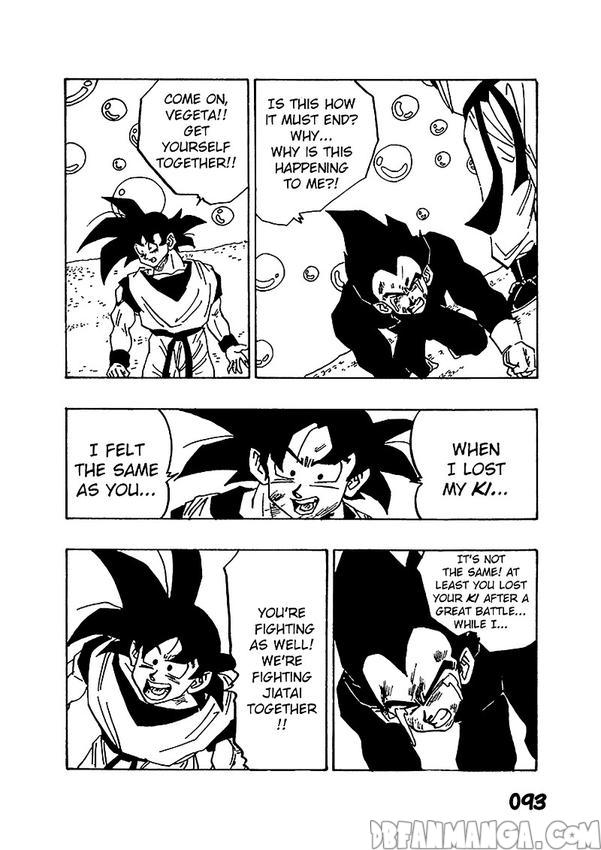 IS THIS HOW
IT MUST END?
WHY...
WHY IS THIS
HAPPENING
TO ME?!
COME ON,
VEGETA!!
GET
YOURSELF
TOGETHER!!
WHEN
I LOST
MY KI...
I FELT
THE SAME
AS YOU...
IT'S NOT
THE SAME! AT
LEAST YOU LOST
YOUR KI AFTER A
GREAT BATTLE...
WHILE I...
YOU'RE
FIGHTING
AS WELL!
WE'RE
FIGHTING
JIATAI
TOGETHER
!!
093
DBFANMANGA.COM